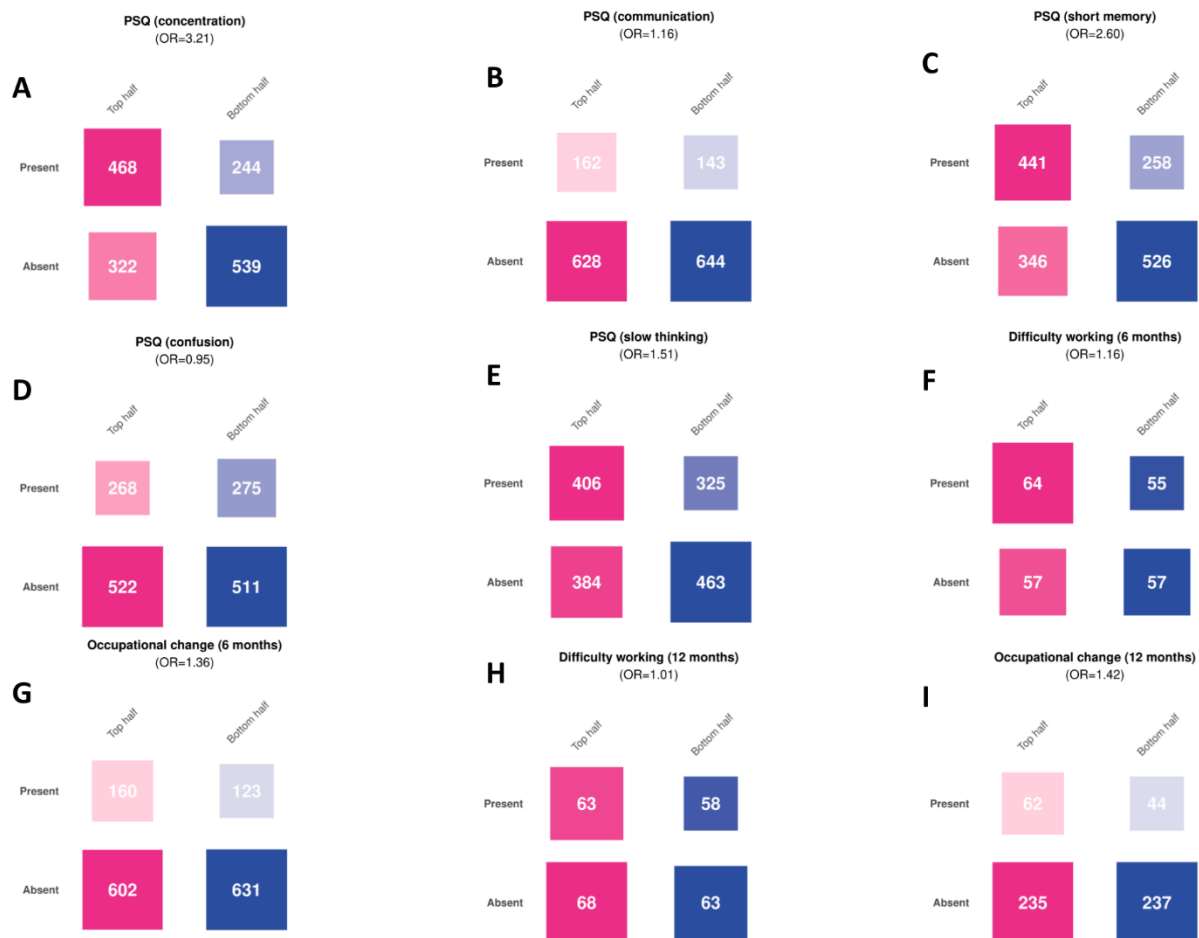 PSQ (concentration)
(OR=3.21)
A
Top half
Bottom half
Present
468
244
Absent
322
539
PSQ (communication)
(OR=1.16)
B
Top half
Bottom half
Present
162
143
Absent
628
644
PSQ (short memory)
(OR=2.60)
C
Top half
Bottom half
Present
441
258
Absent
346
526
PSQ (confusion)
(OR=0.95)
D
Top half
Bottom half
Present
268
275
Absent
522
511
PSQ (slow thinking)
(OR=1.51)
E
Top half
Bottom half
Present
406
325
Absent
384
463
Difficulty working (6 months)
(OR=1.16)
F
Top half
Bottom half
Present
64
55
Absent
57
57
Occupational change (6 months)
(OR=1.36)
G
Top half
Bottom half
Present
160
123
Absent
602
631
Difficulty working (12 months)
(OR=1.01)
H
Top half
Bottom half
Present
63
58
Absent
68
63
Occupational change (12 months)
(OR=1.42)
I
Top half
Bottom half
Present
62
44
Absent
235
237